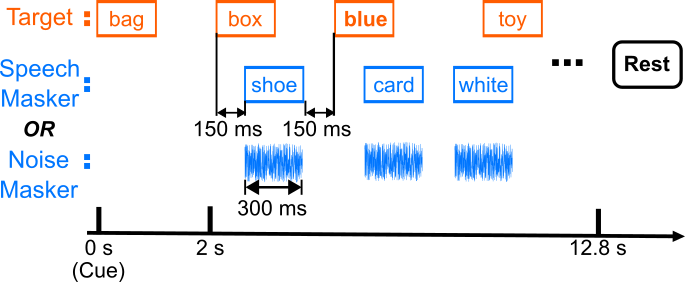 Target :
bag
box
blue
toy
Speech
Masker
shoe
card
white
...
Rest
150 ms
150 ms
OR
Noise
Masker
300 ms
0 s
(Cue)
2 s
12.8 s